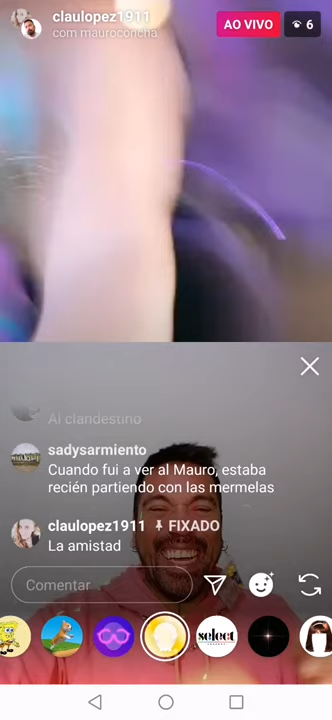 claulopez1911
com mauroconcha
AO VIVO
6
Al clandestino
sadysarmiento
Cuando fui a ver al Mauro, estaba
recién partiendo con las mermelas
claulopez1911 FIXADO
La amistad
Comentar
select